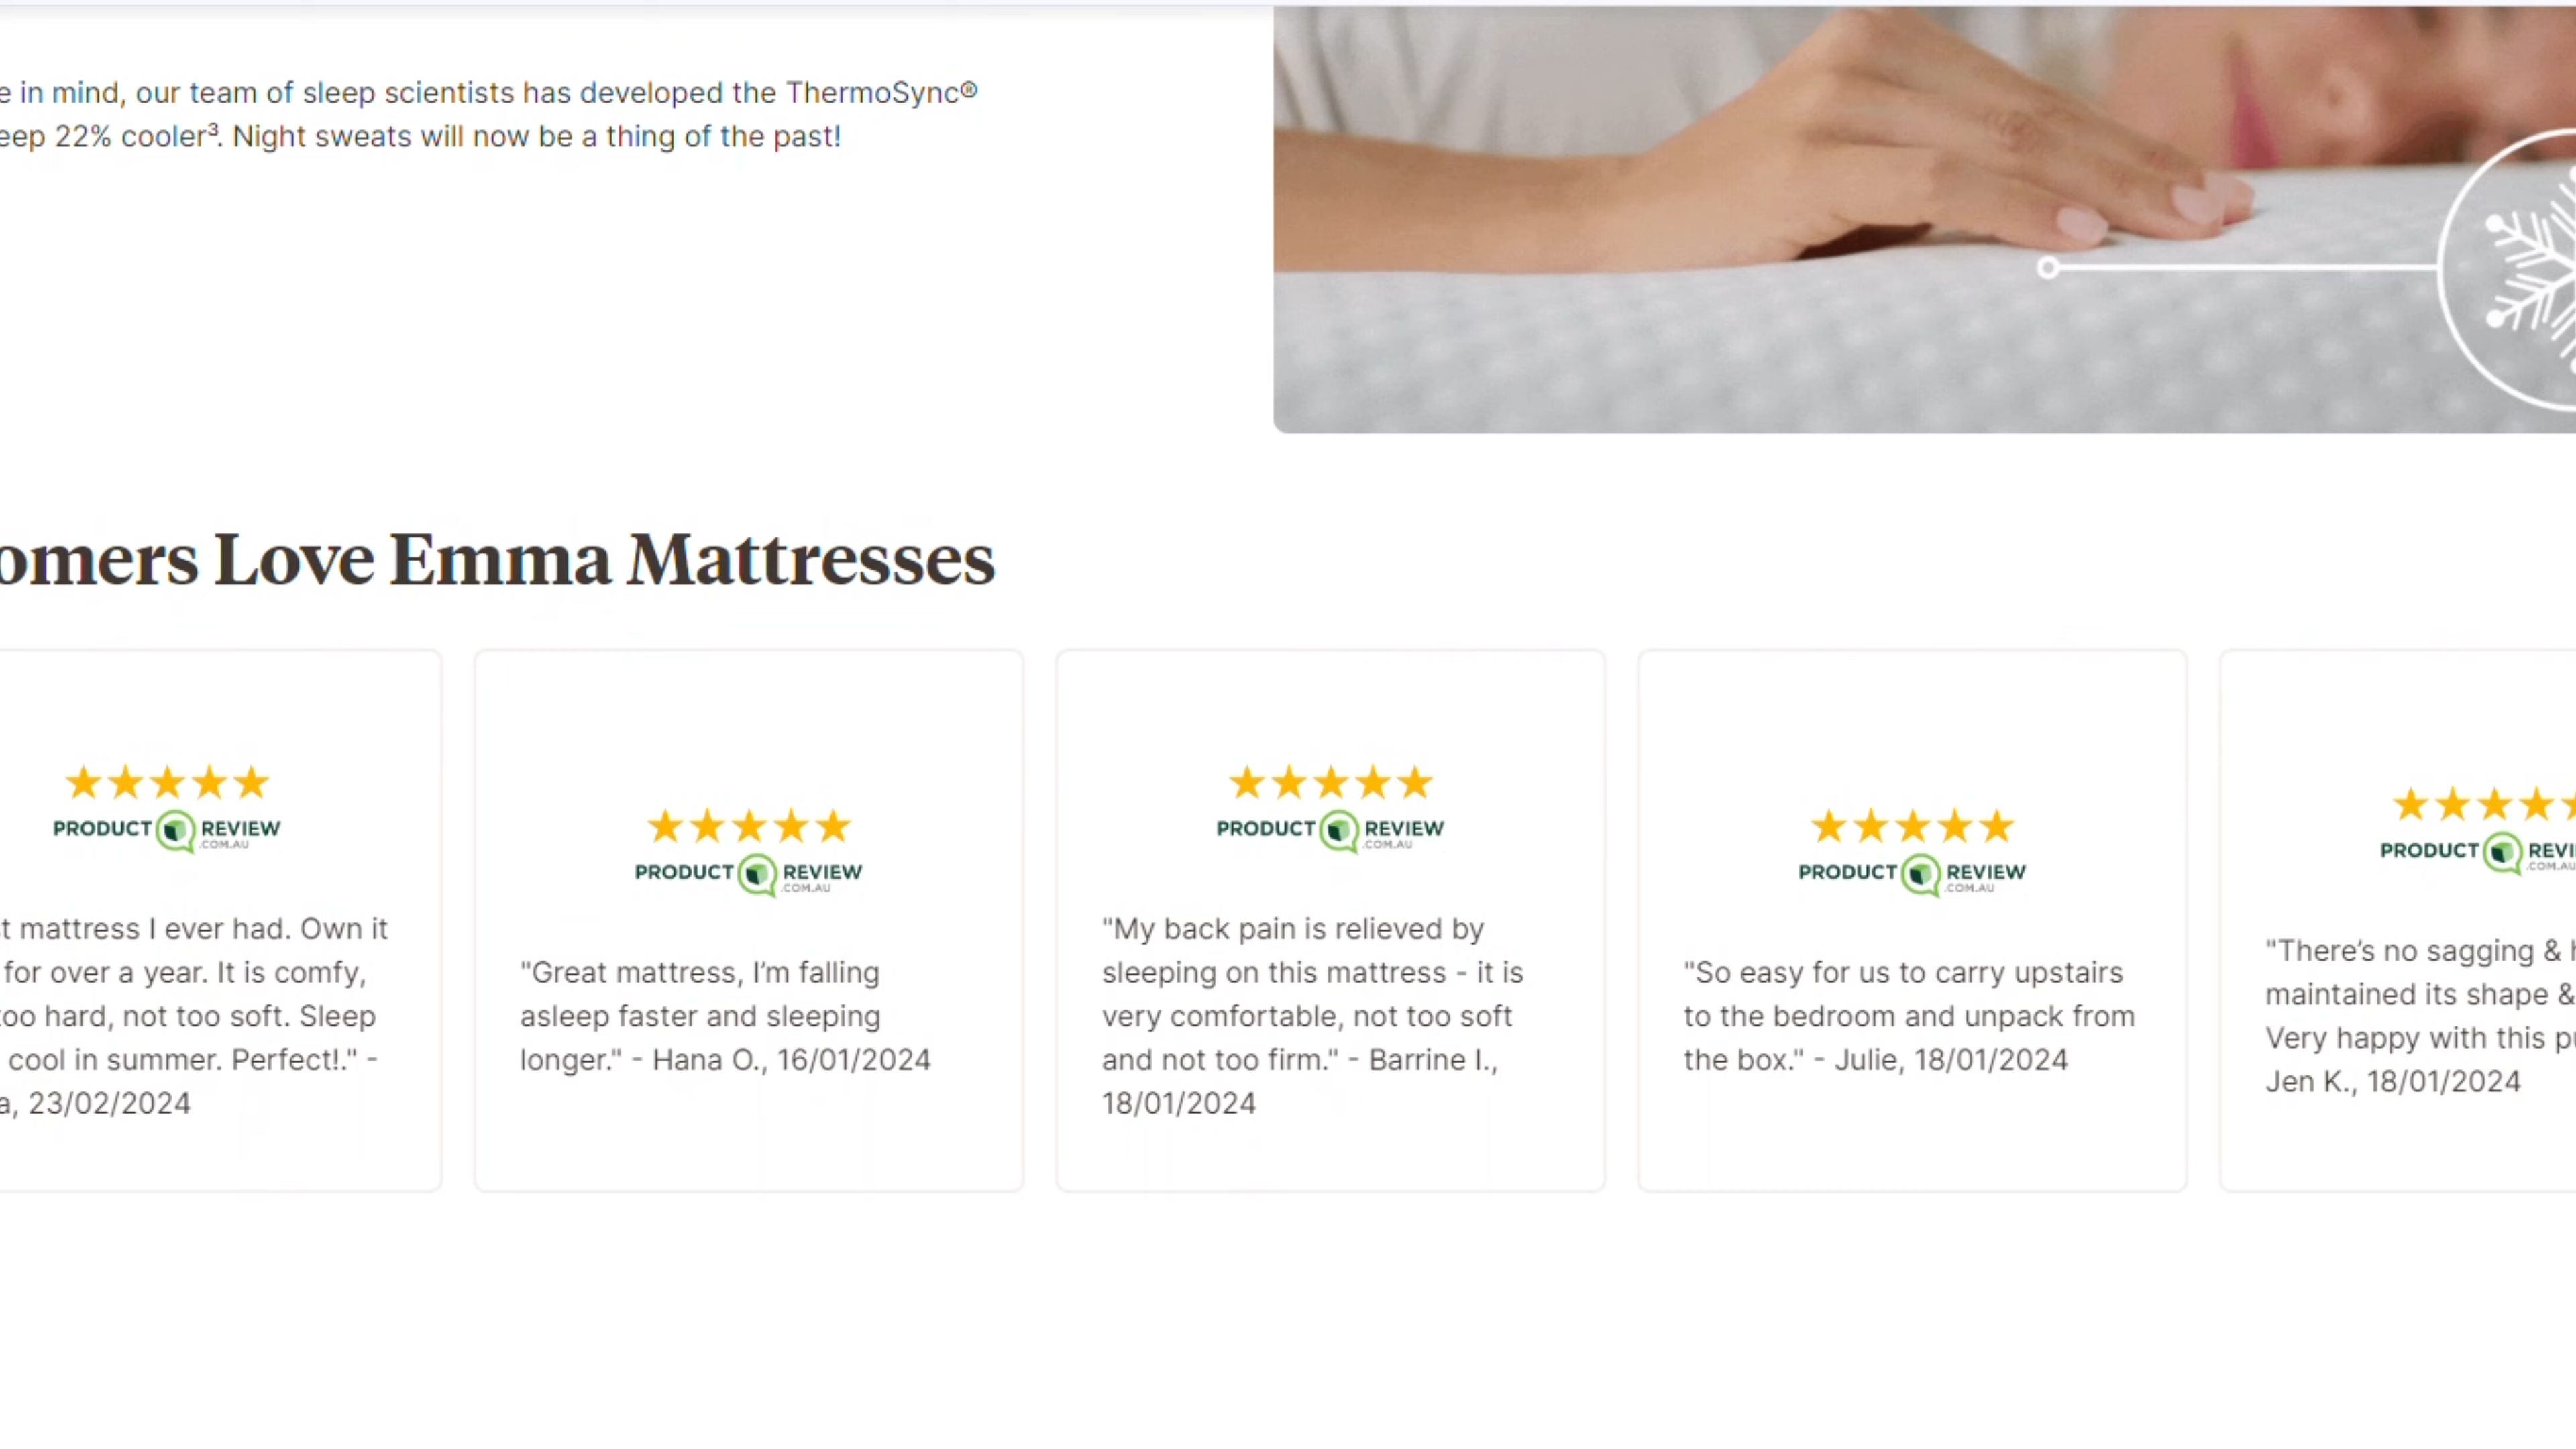 in mind, our team of sleep scientists has developed the ThermoSync®
22% cooler³. Night sweats will now be a thing of the past!
Love Emma Mattresses
PRODUCT REVIEW
.COM.AU
mattress I ever had. Own it
for over a year. It is comfy,
hard, not too soft. Sleep
cool in summer. Perfect!." -
23/02/2024
PRODUCT REVIEW
.COM.AU
"Great mattress, I'm falling
asleep faster and sleeping
longer." - Hana O., 16/01/2024
PRODUCT REVIEW
.COM.AU
"My back pain is relieved by
sleeping on this mattress - it is
very comfortable, not too soft
and not too firm." - Barrine I.,
18/01/2024
PRODUCT REVIEW
.COM.AU
"So easy for us to carry upstairs
to the bedroom and unpack from
the box." - Julie, 18/01/2024
PRODUCT
.COM.AU
"There's no sagging &
maintained its shape &
Very happy with this
Jen K., 18/01/2024